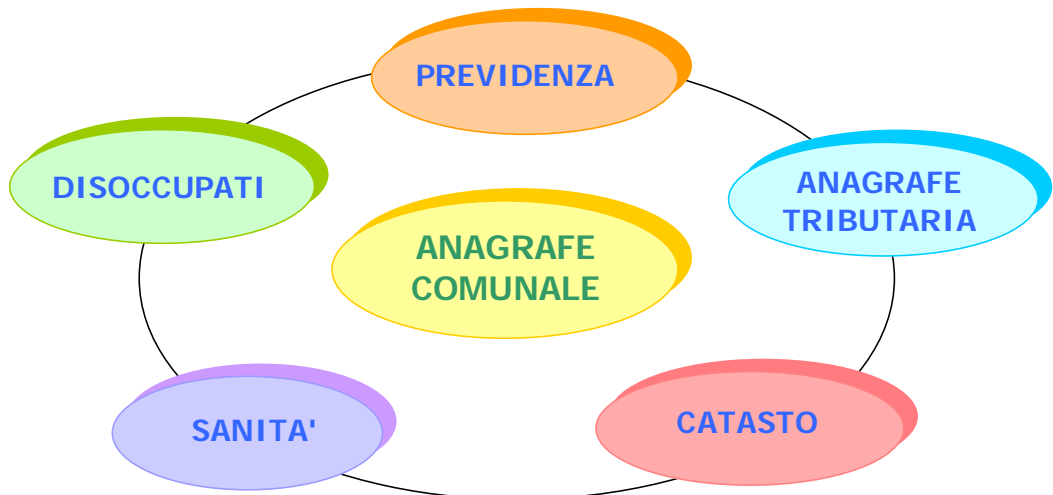 PREVIDENZA
DISOCCUPATI
ANAGRAFE
TRIBUTARIA
ANAGRAFE
COMUNALE
SANITA'
CATASTO